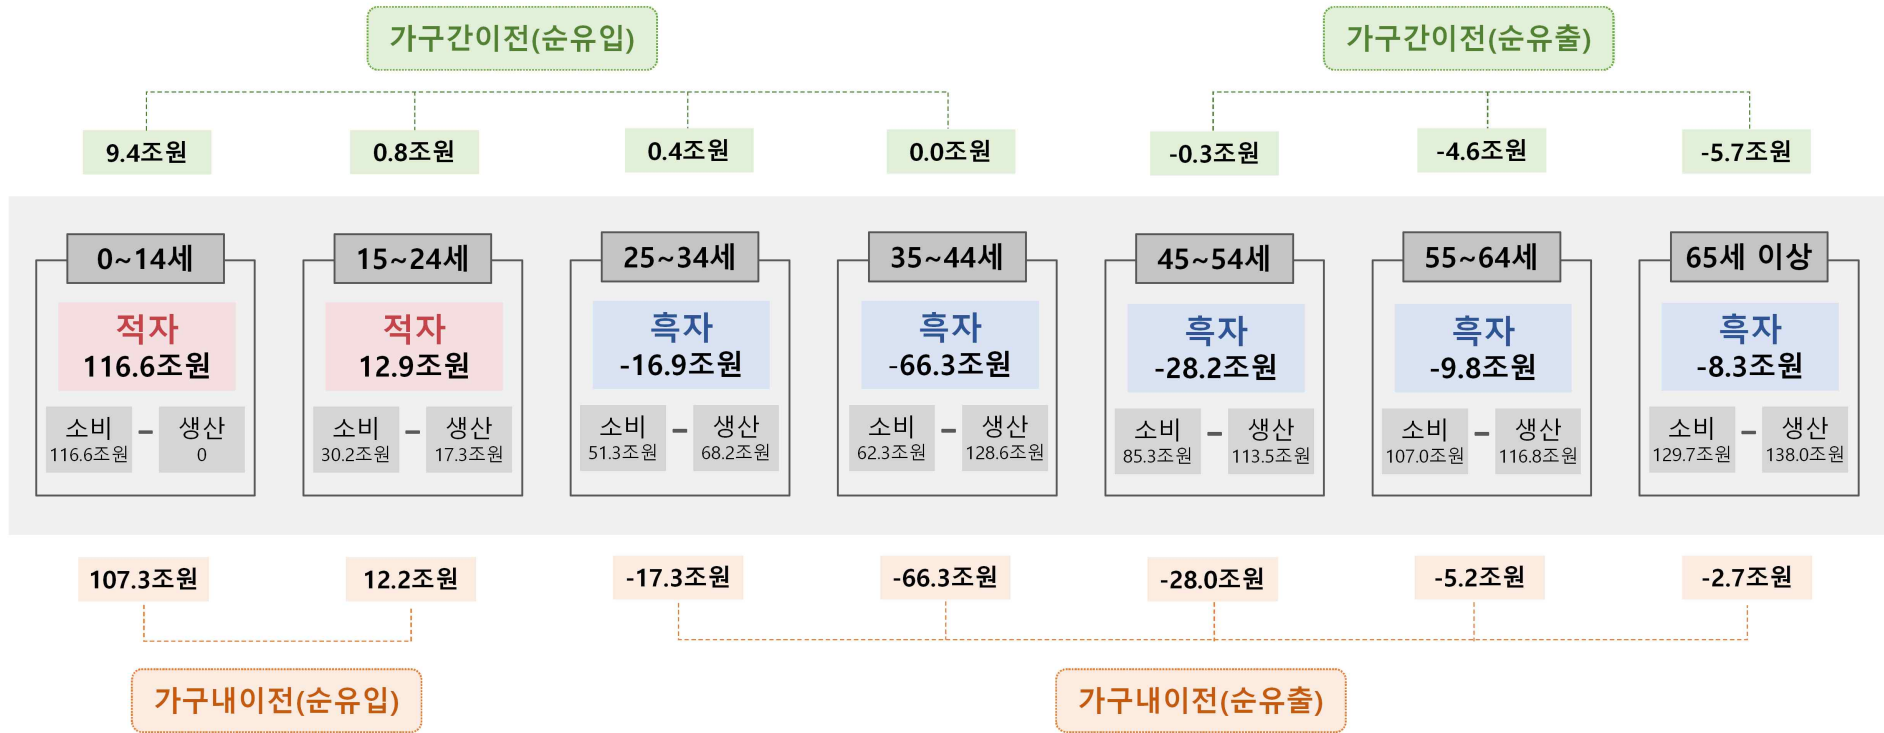 가구간이전(순유입)
가구간이전(순유출)
9.4조원
0.8조원
0.4조원
0.0조원
-0.3조원
-4.6조원
-5.7조원
0~14세
적자
116.6조원
소비 – 생산
116.6조원 0
15~24세
적자
12.9조원
소비 – 생산
30.2조원 17.3조원
25~34세
흑자
-16.9조원
소비 – 생산
51.3조원 68.2조원
35~44세
흑자
-66.3조원
소비 – 생산
62.3조원 128.6조원
45~54세
흑자
-28.2조원
소비 – 생산
85.3조원 113.5조원
55~64세
흑자
-9.8조원
소비 – 생산
107.0조원 116.8조원
65세 이상
흑자
-8.3조원
소비 – 생산
129.7조원 138.0조원
107.3조원
12.2조원
-17.3조원
-66.3조원
-28.0조원
-5.2조원
-2.7조원
가구내이전(순유입)
가구내이전(순유출)